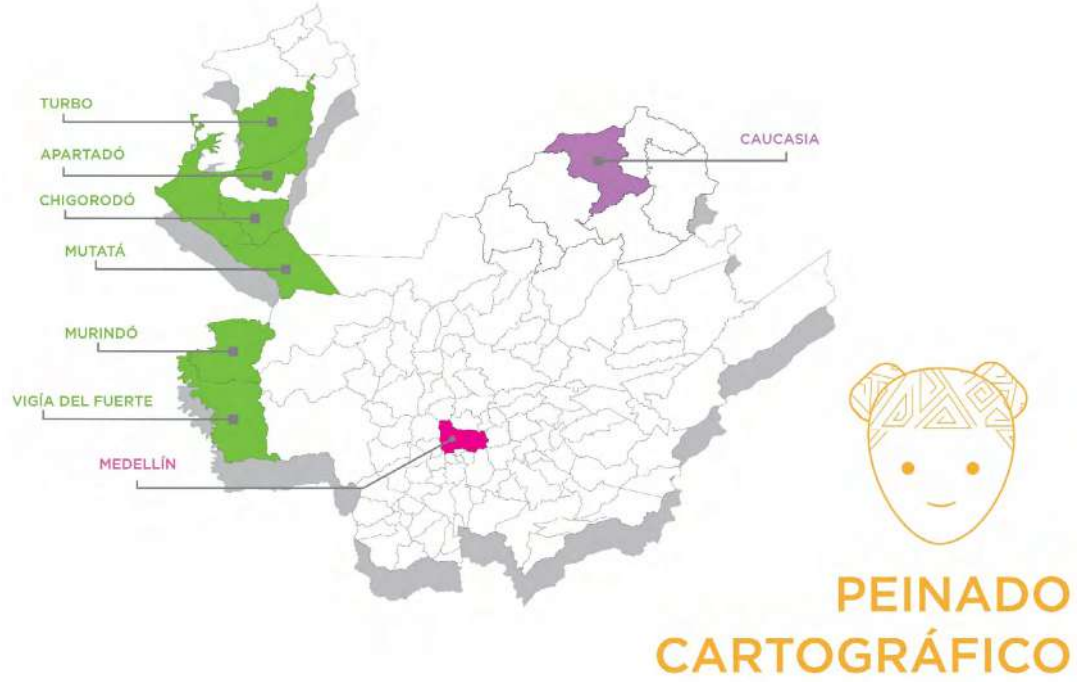 TURBO
APARTADÓ
CHIGORODÓ
MUTATÁ
MURINDÓ
VIGÍA DEL FUERTE
MEDELLÍN
CAUCASIA
PEINADO
CARTOGRÁFICO